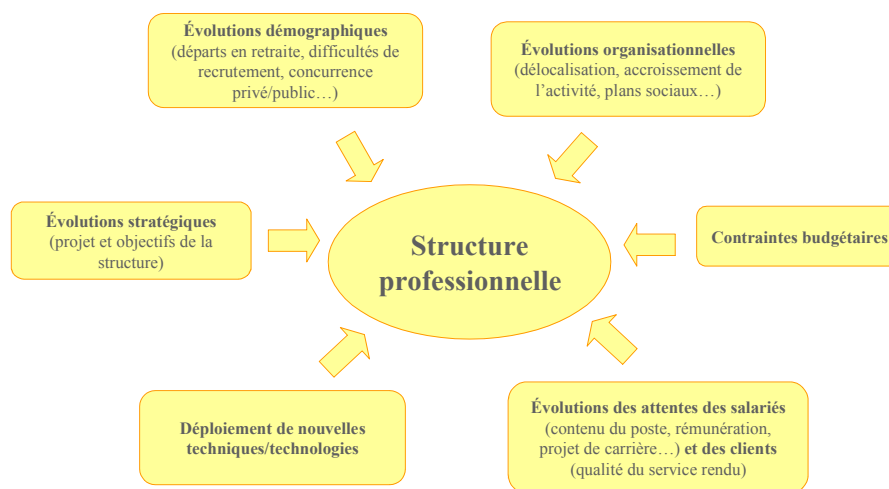 Évolutions démographiques
(départs en retraite, difficultés de
recrutement, concurrence
privé/public…)
Évolutions organisationnelles
(délocalisation, accroissement de
l’activité, plans sociaux…)
Évolutions stratégiques
(projet et objectifs de la
structure)
Structure
professionnelle
Contraintes budgétaires
Déploiement de nouvelles
techniques/technologies
Évolutions des attentes des salariés
(contenu du poste, rémunération,
projet de carrière…) et des clients
(qualité du service rendu)